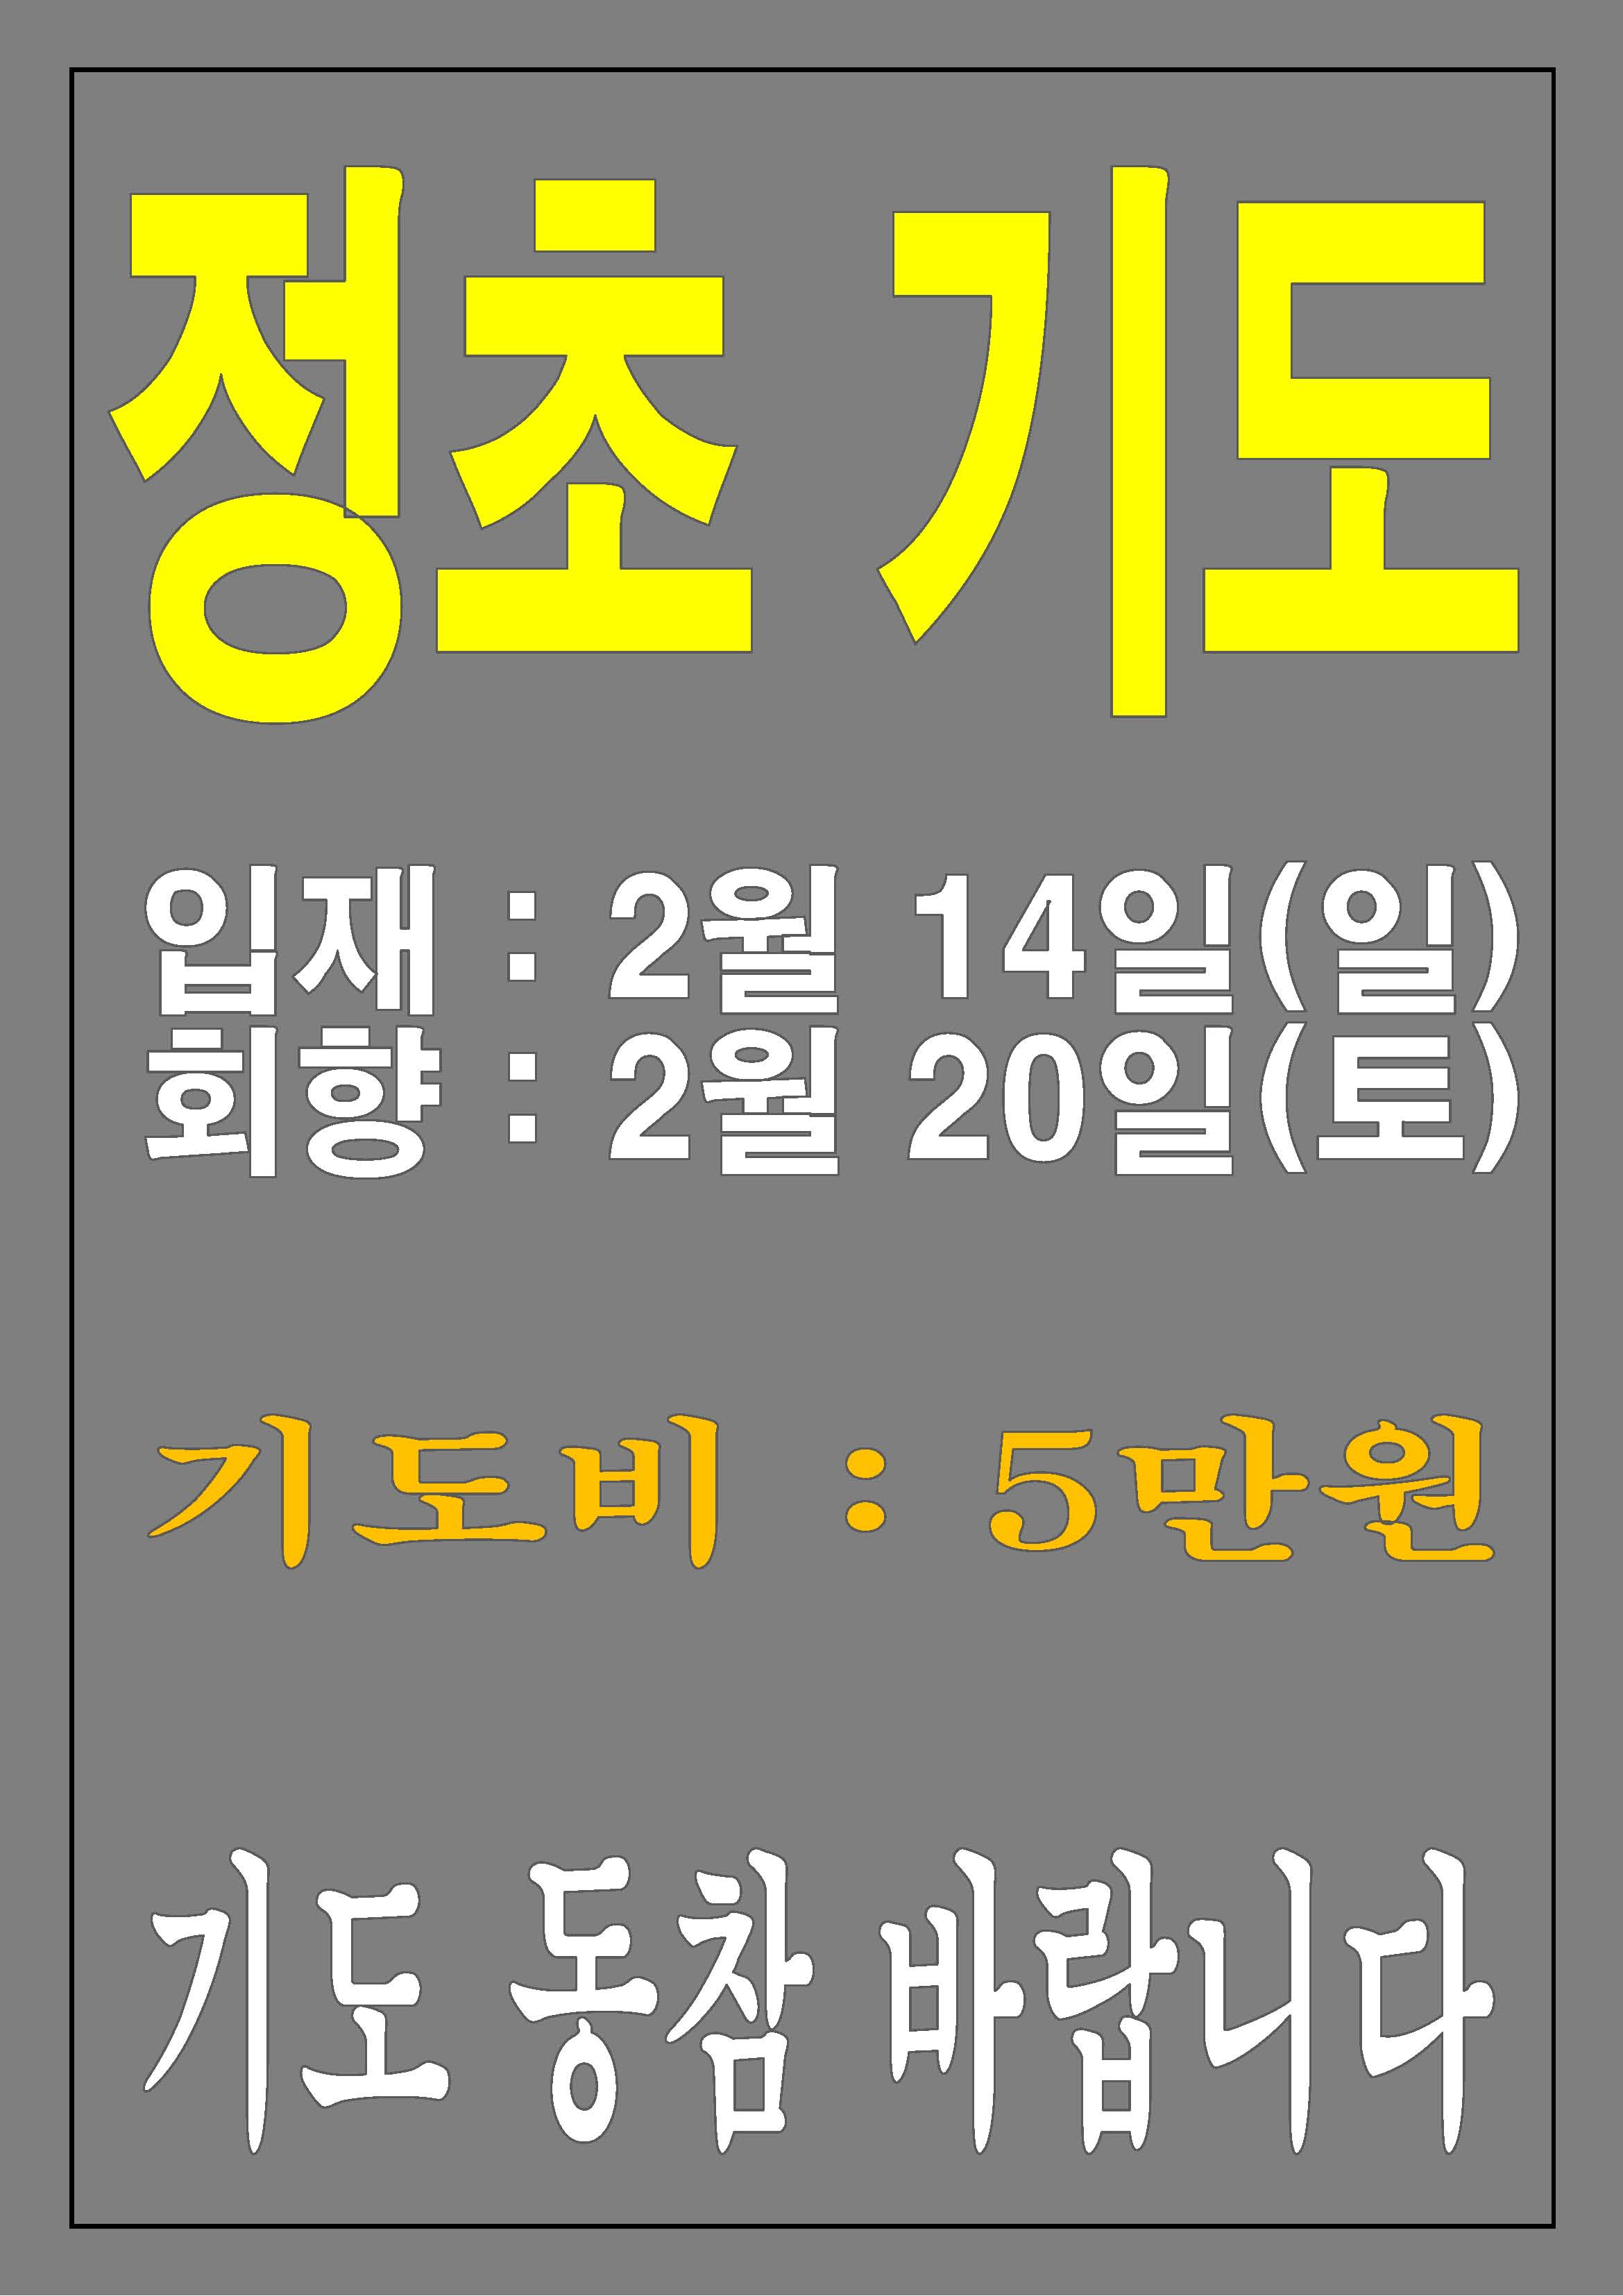 정초 기도
입재 : 2월 14일(일)
회향 : 2월 20일(토)
기도비 : 5만원
기도 동참 바랍니다